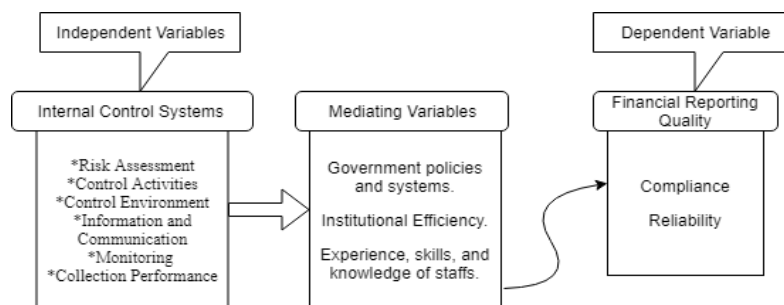 Independent Variables
Dependent Variable
Internal Control Systems
Mediating Variables
Financial Reporting
Quality
*Risk Assessment
*Control Activities
*Control Environment
*Information and
Communication
*Monitoring
*Collection Performance
Government policies
and systems.
Institutional Efficiency.
Experience, skills, and
knowledge of staffs.
Compliance
Reliability